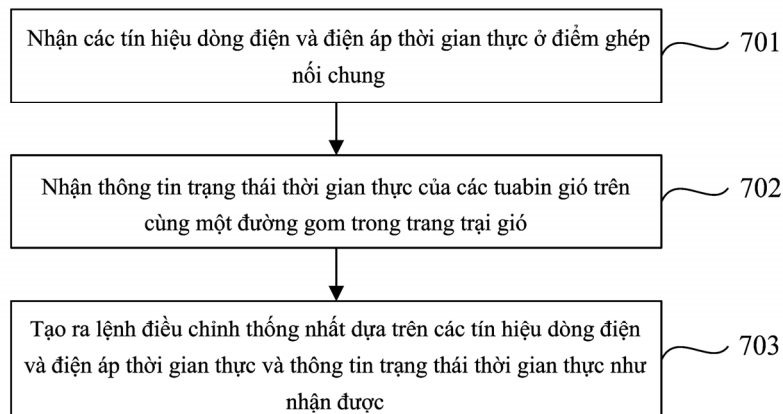 Nhận các tín hiệu dòng điện và điện áp thời gian thực ở điểm ghép
nối chung
701
Nhận thông tin trạng thái thời gian thực của các tuabin gió trên
cùng một đường gom trong trang trại gió
702
Tạo ra lệnh điều chỉnh thống nhất dựa trên các tín hiệu dòng điện
và điện áp thời gian thực và thông tin trạng thái thời gian thực như
nhận được
703